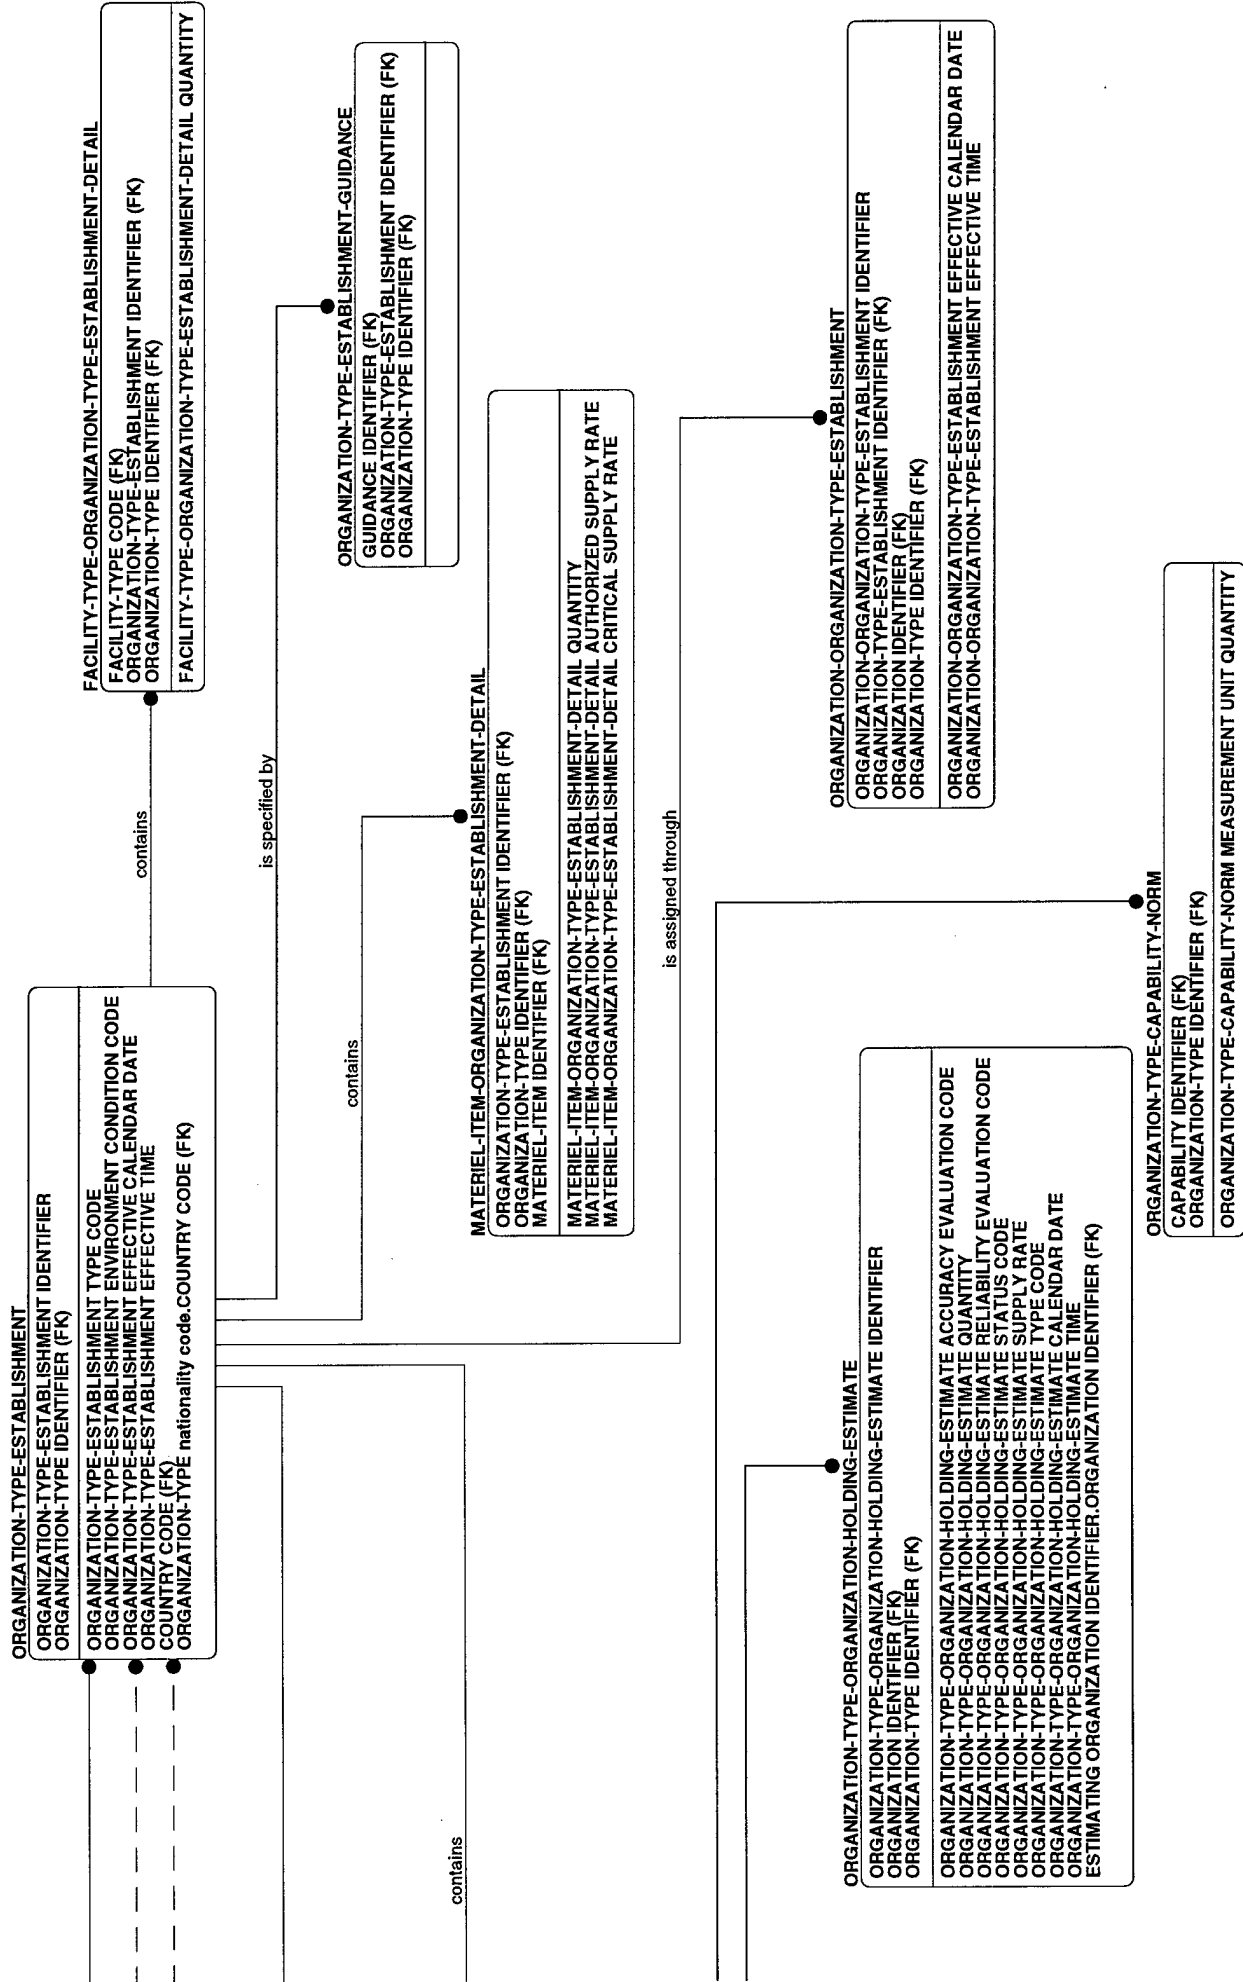 ORGANIZATION-TYPE-ESTABLISHMENT
ORGANIZATION-TYPE-ESTABLISHMENT IDENTIFIER
ORGANIZATION-TYPE IDENTIFIER (FK)
ORGANIZATION-TYPE-ESTABLISHMENT TYPE CODE
ORGANIZATION-TYPE-ESTABLISHMENT ENVIRONMENT CONDITION CODE
ORGANIZATION-TYPE-ESTABLISHMENT EFFECTIVE CALENDAR DATE
ORGANIZATION-TYPE-ESTABLISHMENT EFFECTIVE TIME
COUNTRY CODE (FK)
ORGANIZATION-TYPE nationality code.COUNTRY CODE (FK)
contains
FACILITY-TYPE-ORGANIZATION-TYPE-ESTABLISHMENT-DETAIL
FACILITY-TYPE CODE (FK)
ORGANIZATION-TYPE-ESTABLISHMENT IDENTIFIER (FK)
ORGANIZATION-TYPE IDENTIFIER (FK)
FACILITY-TYPE-ORGANIZATION-TYPE-ESTABLISHMENT-DETAIL QUANTITY
is specified by
ORGANIZATION-TYPE-ESTABLISHMENT-GUIDANCE
GUIDANCE IDENTIFIER (FK)
ORGANIZATION-TYPE-ESTABLISHMENT IDENTIFIER (FK)
ORGANIZATION-TYPE IDENTIFIER (FK)
contains
MATERIEL-ITEM-ORGANIZATION-TYPE-ESTABLISHMENT-DETAIL
ORGANIZATION-TYPE-ESTABLISHMENT IDENTIFIER (FK)
ORGANIZATION-TYPE IDENTIFIER (FK)
MATERIEL-ITEM IDENTIFIER (FK)
MATERIEL-ITEM-ORGANIZATION-TYPE-ESTABLISHMENT-DETAIL QUANTITY
MATERIEL-ITEM-ORGANIZATION-TYPE-ESTABLISHMENT-DETAIL AUTHORIZED SUPPLY RATE
MATERIEL-ITEM-ORGANIZATION-TYPE-ESTABLISHMENT-DETAIL CRITICAL SUPPLY RATE
contains
is assigned through
ORGANIZATION-ORGANIZATION-TYPE-ESTABLISHMENT
ORGANIZATION-ORGANIZATION-TYPE-ESTABLISHMENT IDENTIFIER
ORGANIZATION-TYPE-ESTABLISHMENT IDENTIFIER (FK)
ORGANIZATION IDENTIFIER (FK)
ORGANIZATION-TYPE IDENTIFIER (FK)
ORGANIZATION-ORGANIZATION-TYPE-ESTABLISHMENT EFFECTIVE CALENDAR DATE
ORGANIZATION-ORGANIZATION-TYPE-ESTABLISHMENT EFFECTIVE TIME
ORGANIZATION-TYPE-ORGANIZATION-HOLDING-ESTIMATE
ORGANIZATION-TYPE-ORGANIZATION-HOLDING-ESTIMATE IDENTIFIER
ORGANIZATION IDENTIFIER (FK)
ORGANIZATION-TYPE IDENTIFIER (FK)
ORGANIZATION-TYPE-ORGANIZATION-HOLDING-ESTIMATE ACCURACY EVALUATION CODE
ORGANIZATION-TYPE-ORGANIZATION-HOLDING-ESTIMATE QUANTITY
ORGANIZATION-TYPE-ORGANIZATION-HOLDING-ESTIMATE RELIABILITY EVALUATION CODE
ORGANIZATION-TYPE-ORGANIZATION-HOLDING-ESTIMATE STATUS CODE
ORGANIZATION-TYPE-ORGANIZATION-HOLDING-ESTIMATE SUPPLY RATE
ORGANIZATION-TYPE-ORGANIZATION-HOLDING-ESTIMATE TYPE CODE
ORGANIZATION-TYPE-ORGANIZATION-HOLDING-ESTIMATE CALENDAR DATE
ORGANIZATION-TYPE-ORGANIZATION-HOLDING-ESTIMATE TIME
ESTIMATING ORGANIZATION IDENTIFIER.ORGANIZATION IDENTIFIER (FK)
ORGANIZATION-TYPE-CAPABILITY-NORM
CAPABILITY IDENTIFIER (FK)
ORGANIZATION-TYPE IDENTIFIER (FK)
ORGANIZATION-TYPE-CAPABILITY-NORM MEASUREMENT UNIT QUANTITY